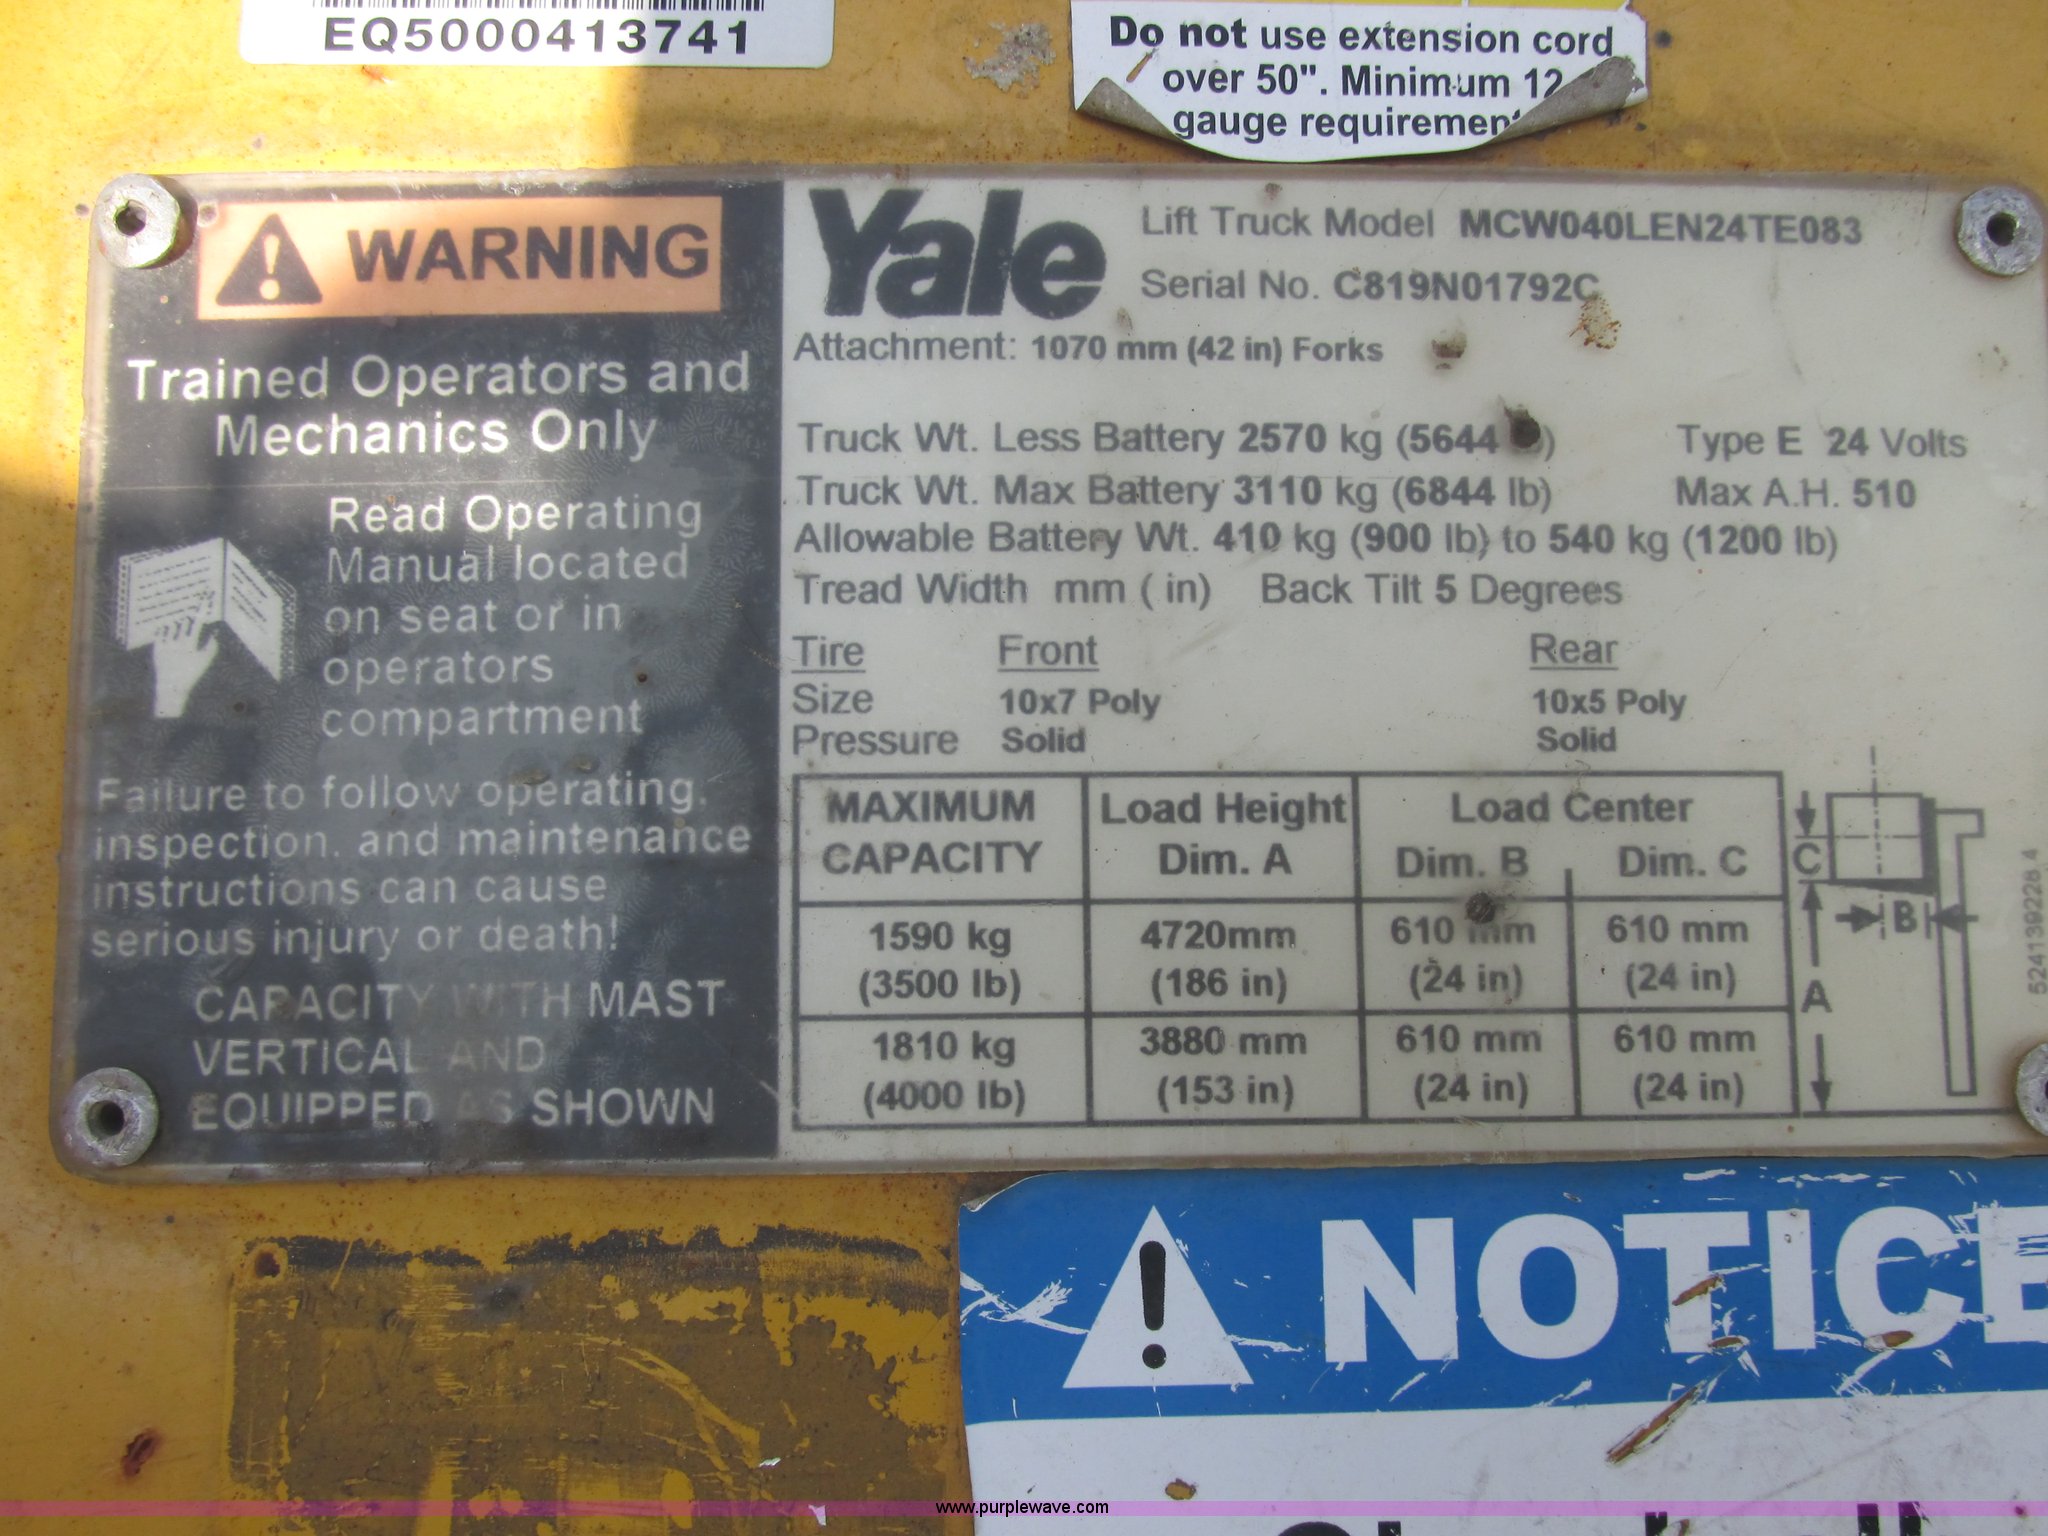 EQ5000413741
Do not use extension cord
over 50". Minimum 12
gauge requirement
WARNING
Trained Operators and
Mechanics Only
Read Operating
Manual located
on seat or in
operators
compartment
Failure to follow operating,
inspection, and maintenance
instructions can cause
serious injury or death!
CAPACITY WITH MAST
VERTICAL AND
EQUIPPED AS SHOWN
Yale
Lift Truck Model MCW040LEN24TE083
Serial No. C819N01792C
Attachment: 1070 mm (42 in) Forks
Truck Wt. Less Battery 2570 kg (5644 lb) Type E 24 Volts
Truck Wt. Max Battery 3110 kg (6844 lb) Max A.H. 510
Allowable Battery Wt. 410 kg (900 lb) to 540 kg (1200 lb)
Tread Width mm ( in) Back Tilt 5 Degrees
Tire Front Rear
Size 10x7 Poly 10x5 Poly
Pressure Solid Solid
MAXIMUM Load Height Load Center
CAPACITY Dim. A Dim. B Dim. C
1590 kg 4720mm 610 mm 610 mm
(3500 lb) (186 in) (24 in) (24 in)
1810 kg 3880 mm 610 mm 610 mm
(4000 lb) (153 in) (24 in) (24 in)
C
B
A
524139228.4
NOTICE
www.purplewave.com